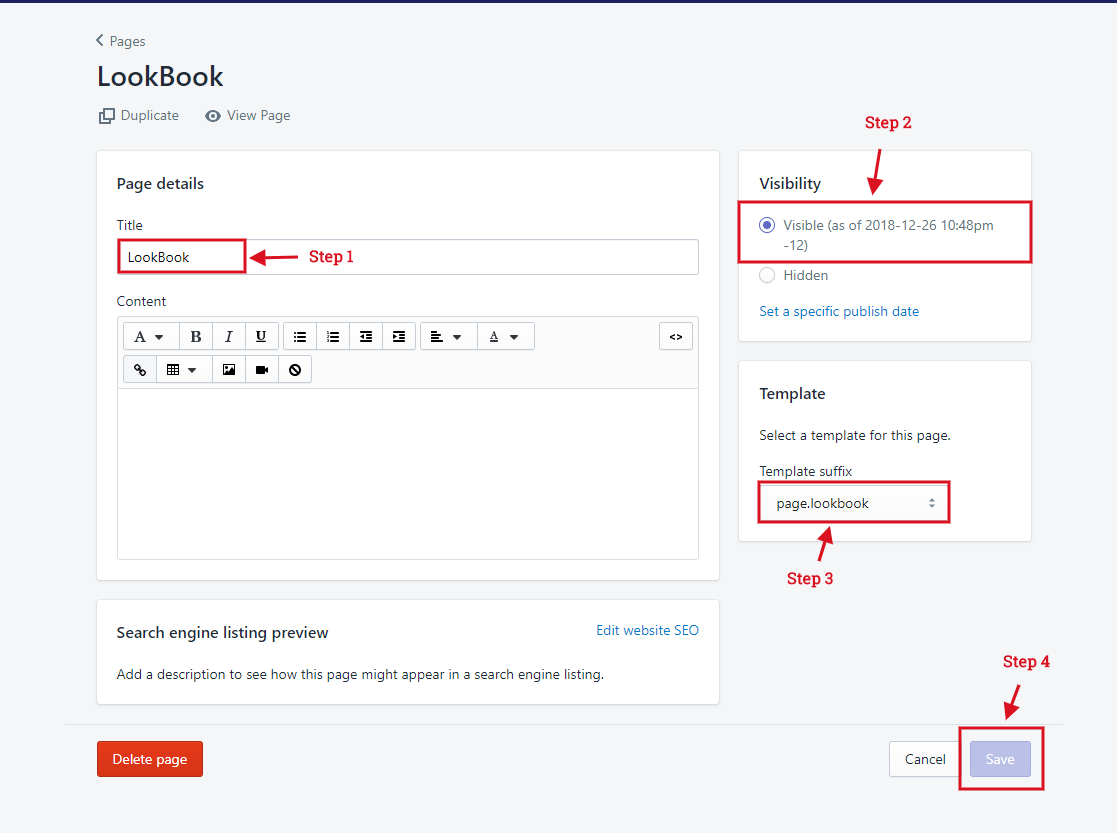 Pages
LookBook
Duplicate View Page
Step 2
Page details
Title
LookBook
Step 1
Content
A B I U A <>
Search engine listing preview
Edit website SEO
Add a description to see how this page might appear in a search engine listing.
Visibility
Visible (as of 2018-12-26 10:48pm
-12)
Hidden
Set a specific publish date
Template
Select a template for this page.
Template suffix
page.lookbook
Step 3
Step 4
Delete page
Cancel
Save